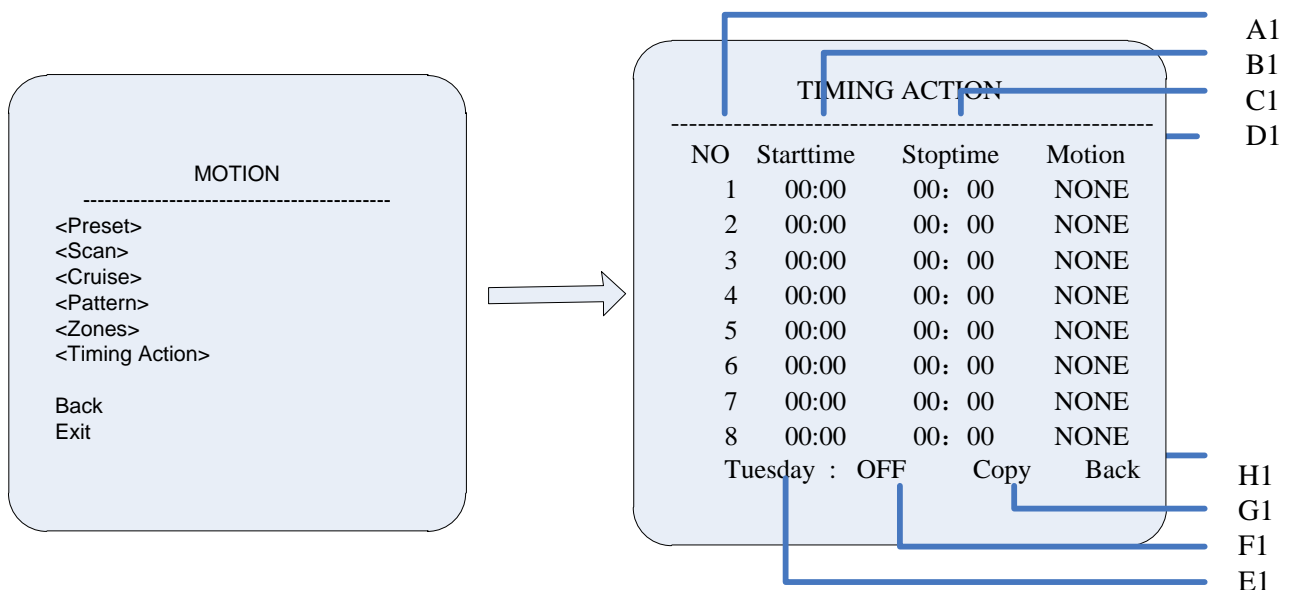 MOTION
-------------------------------------------
<Preset>
<Scan>
<Cruise>
<Pattern>
<Zones>
<Timing Action>
Back
Exit
TIMING ACTION
------------------------------------------------------------
NO Starttime Stoptime Motion
1 00:00 00：00 NONE
2 00:00 00：00 NONE
3 00:00 00：00 NONE
4 00:00 00：00 NONE
5 00:00 00：00 NONE
6 00:00 00：00 NONE
7 00:00 00：00 NONE
8 00:00 00：00 NONE
Tuesday : OFF Copy Back
A1
B1
C1
D1
H1
G1
F1
E1